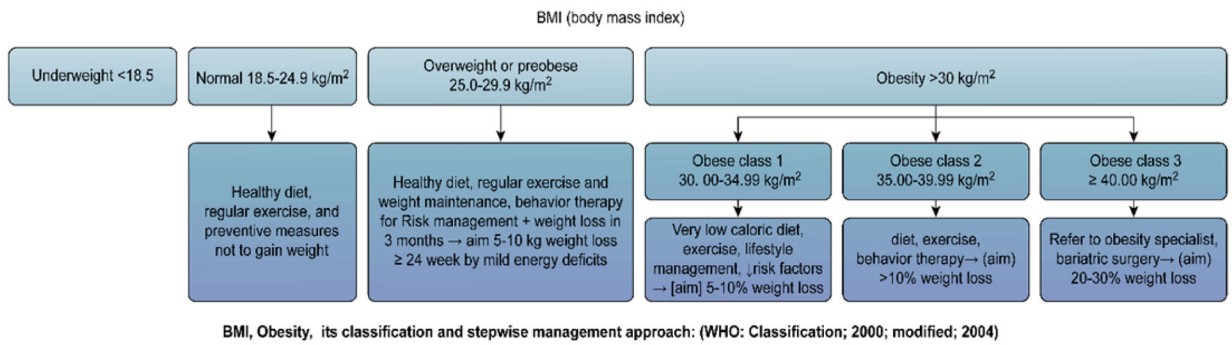 BMI (body mass index)
Underweight <18.5
Normal 18.5-24.9 kg/m²
Overweight or preobese
25.0-29.9 kg/m²
Obesity >30 kg/m²
Healthy diet,
regular exercise, and
preventive measures
not to gain weight
Healthy diet, regular exercise and
weight maintenance, behavior therapy
for Risk management + weight loss in
3 months → aim 5-10 kg weight loss
≥ 24 week by mild energy deficits
Obese class 1
30. 00-34.99 kg/m²
Obese class 2
35.00-39.99 kg/m²
Obese class 3
≥ 40.00 kg/m²
Very low caloric diet,
exercise, lifestyle
management, ↓risk factors
→ [aim] 5-10% weight loss
diet, exercise,
behavior therapy→ (aim)
>10% weight loss
Refer to obesity specialist,
bariatric surgery→ (aim)
20-30% weight loss
BMI, Obesity, its classification and stepwise management approach: (WHO: Classification; 2000; modified; 2004)